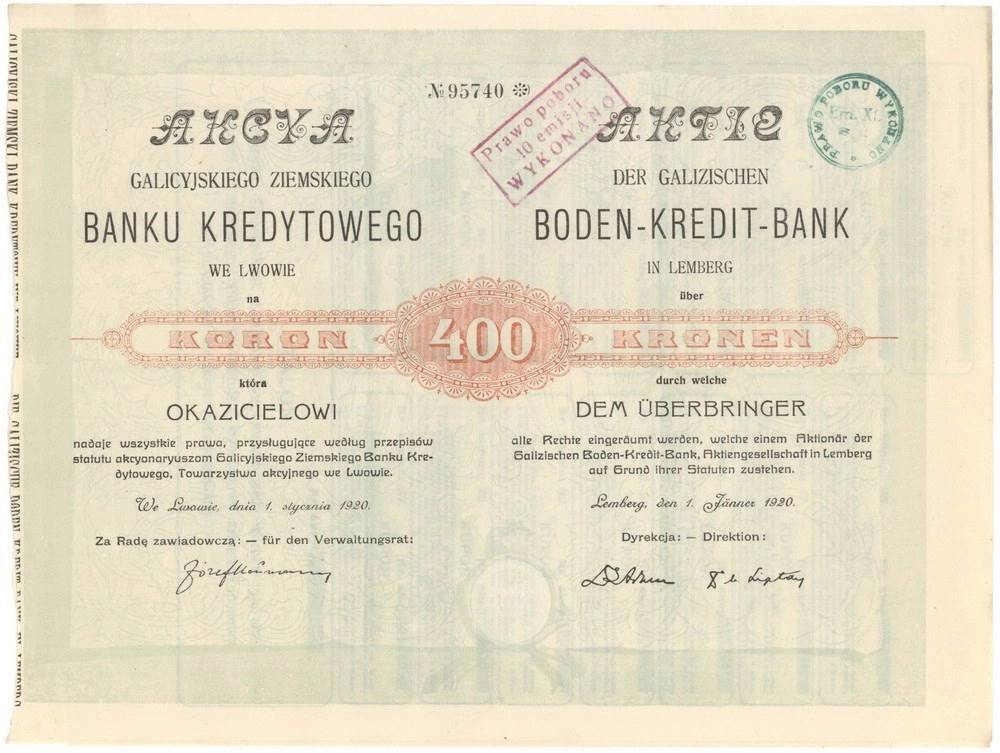 № 95740
AKCYA
GALICYJSKIEGO ZIEMSKIEGO
BANKU KREDYTOWEGO
WE LWOWIE
na
KORON
która
OKAZICIELOWI
nadaje wszystkie prawa, przysługujące według przepisów
statutu akcyonaryuszom Galicyjskiego Ziemskiego Banku Kre-
dytowego, Towarzystwa akcyjnego we Lwowie.
We Lwowie, dnia 1. stycznia 1920.
Za Radę zawiadowczą: — für den Verwaltungsrat:
400
Prawo poboru
10 emisji
WYKONANO
AKTIE
DER GALIZISCHEN
BODEN-KREDIT-BANK
IN LEMBERG
über
KRONEN
durch welche
DEM ÜBERBRINGER
alle Rechte eingeräumt werden, welche einem Aktionär der
Galizischen Boden-Kredit-Bank, Aktiengesellschaft in Lemberg
auf Grund ihrer Statuten zustehen.
Lemberg, den 1. Jänner 1920.
Dyrekcja: — Direktion:
PRAWO POBORU WYKONANO
Em. XI.